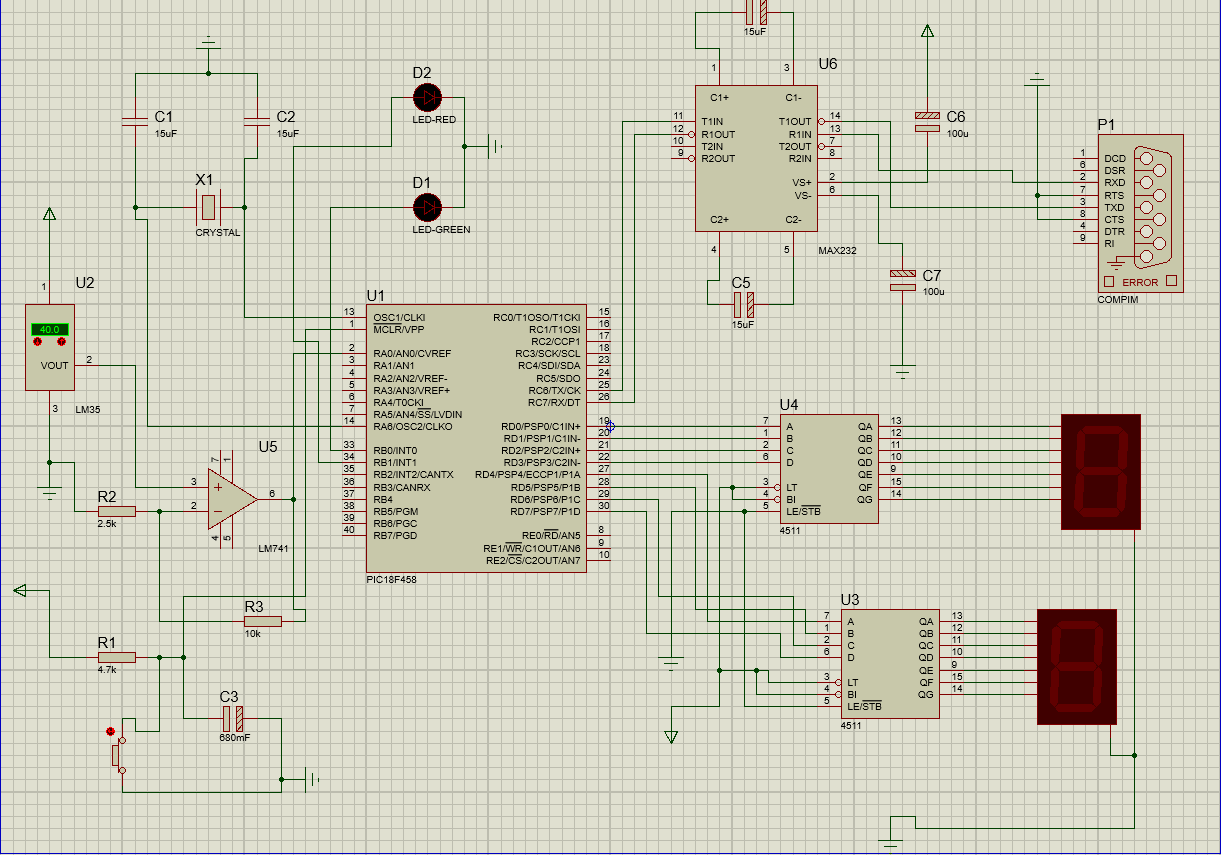 15uF
U6
1
3
C1+
C1-
11
T1IN
T1OUT
14
12
R1OUT
R1IN
13
10
T2IN
T2OUT
7
9
R2OUT
R2IN
8
VS+
2
VS-
6
C2+
C2-
4
5
MAX232
C5
15uF
C6
100u
C7
100u
P1
1
DCD
6
DSR
2
RXD
7
RTS
3
TXD
8
CTS
4
DTR
9
RI
ERROR
COMPIM
C1
15uF
C2
15uF
X1
CRYSTAL
D2
LED-RED
D1
LED-GREEN
U2
1
40.0
VOUT
2
3
LM35
U1
13
OSC1/CLKI
RC0/T1OSO/T1CKI
15
1
MCLR/VPP
RC1/T1OSI
16
RC2/CCP1
17
2
RA0/AN0/CVREF
RC3/SCK/SCL
18
3
RA1/AN1
RC4/SDI/SDA
23
4
RA2/AN2/VREF-
RC5/SDO
24
5
RA3/AN3/VREF+
RC6/TX/CK
25
6
RA4/T0CKI
RC7/RX/DT
26
7
RA5/AN4/SS/LVDIN
14
RA6/OSC2/CLKO
RD0/PSP0/C1IN+
19
RD1/PSP1/C1IN-
20
33
RB0/INT0
RD2/PSP2/C2IN+
21
34
RB1/INT1
RD3/PSP3/C2IN-
22
35
RB2/INT2/CANTX
RD4/PSP4/ECCP1/P1A
27
36
RB3/CANRX
RD5/PSP5/P1B
28
37
RB4
RD6/PSP6/P1C
29
38
RB5/PGM
RD7/PSP7/P1D
30
39
RB6/PGC
40
RB7/PGD
RE0/RD/AN5
8
RE1/WR/C1OUT/AN6
9
RE2/CS/C2OUT/AN7
10
PIC18F458
U5
7
1
3
2
6
4
5
LM741
R2
2.5k
R3
10k
R1
4.7k
C3
680mF
U4
7
A
QA
13
1
B
QB
12
2
C
QC
11
6
D
QD
10
QE
9
3
LT
QF
15
4
BI
QG
14
5
LE/STB
4511
U3
7
A
QA
13
1
B
QB
12
2
C
QC
11
6
D
QD
10
QE
9
3
LT
QF
15
4
BI
QG
14
5
LE/STB
4511